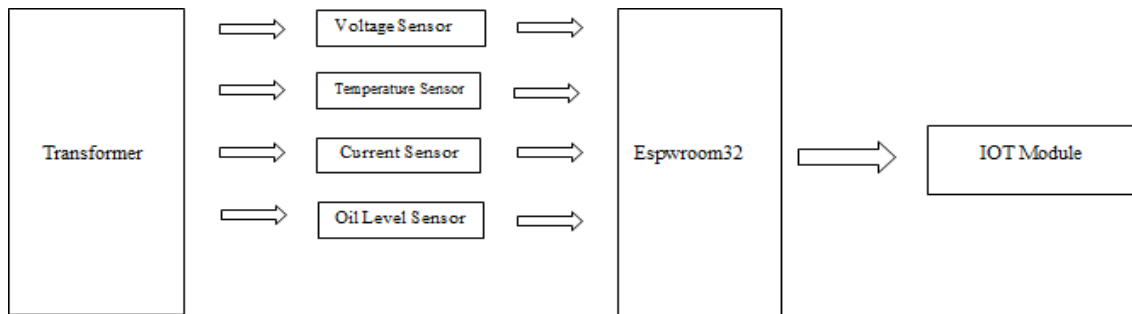 Transformer
Voltage Sensor
Temperature Sensor
Current Sensor
Oil Level Sensor
Espwroom32
IOT Module